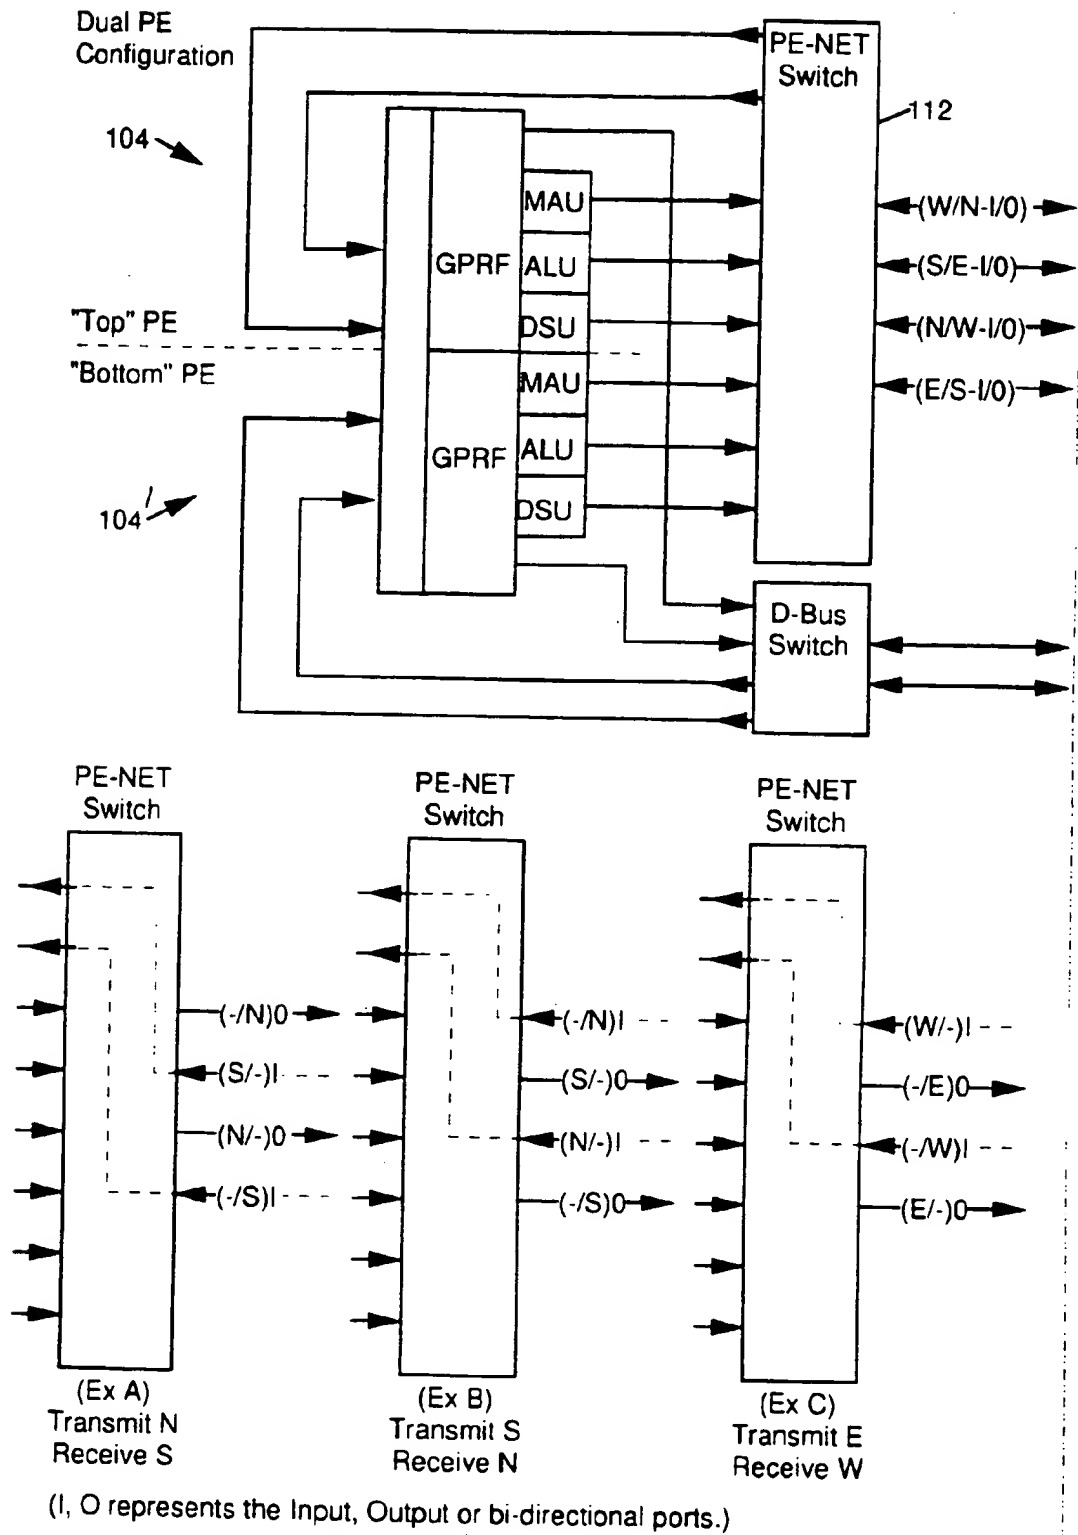 Dual PE
Configuration
PE-NET
Switch
112
104
MAU
(W/N-I/0)
GPRF
ALU
(S/E-I/0)
"Top" PE
DSU
(N/W-I/0)
"Bottom" PE
MAU
(E/S-I/0)
GPRF
ALU
104'
DSU
D-Bus
Switch
PE-NET
Switch
PE-NET
Switch
PE-NET
Switch
(-/N)0
(-/N)I
(W/-)I
(S/-)I
(S/-)0
(-/E)0
(N/-)0
(N/-)I
(-/W)I
(-/S)I
(-/S)0
(E/-)0
(Ex A)
Transmit N
Receive S
(Ex B)
Transmit S
Receive N
(Ex C)
Transmit E
Receive W
(I, O represents the Input, Output or bi-directional ports.)